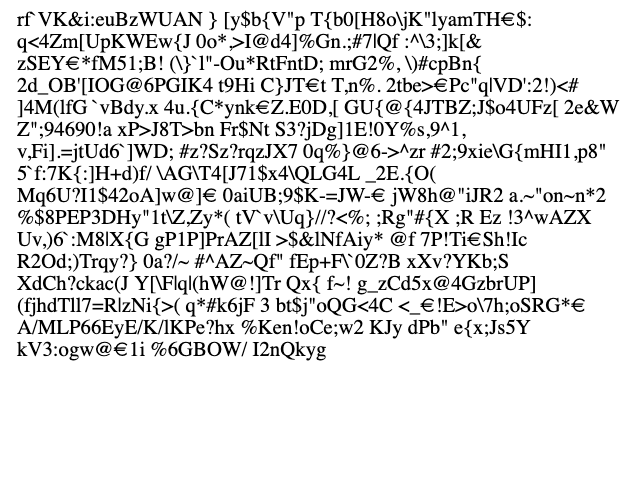 rf`VK&i:euBzWUAN } [y$b{V"p T{b0[H8o\jK"lyamTH€$:
q<4Zm[UpKWEw{J 0o*,>I@d4]%Gn.;#7lQf :^\3;]k[&
zSEY€*fM51;B! (\}`l"-Ou*RtFntD; mrG2%, \)#cpBn{
2d_OB'[IOG@6PGIK4 t9Hi C}JT€t T,n%. 2tbe>€Pc"q|VD':2!)<#
]4M(lfG`vBdy.x 4u.{C*ynk€Z.E0D,[ GU{@{4JTBZ;J$o4UFz[ 2e&W
Z";94690!a xP>J8T>bn Fr$Nt S3?jDg]1E!0Y%s,9^1,
v,Fi].=jtUd6`]WD; #z?Sz?rqzJX7 0q%}@6->^zr #2;9xie\G{mHI1,p8"
5`f:7K{:]H+d)f/ \AG\T4[J71$x4\QLG4L _2E.{O(
Mq6U?I1$42oA]w@]€ 0aiUB;9$K-=JW-€ jW8h@"iJR2 a.~"on~n*2
%$8PEP3DHy"1t\Z,Zy*( tV`v\Uq}//?<%; ;Rg"#{X ;R Ez !3^wAZX
Uv,)6`:M8l|X{G gP1P]PrAZ[lI >$&lNfAiy* @f 7P!Ti€Sh!Ic
R2Od;)Trqy?} 0a?/~ #^AZ~Qf" fEp+F\`0Z?B xXv?YKb;S
XdCh?ckac(J Y[\F|q|(hW@!]Tr Qx{ f~! g_zCd5x@4GzbrUP]
(fjhdTll7=R|zNi{>( q*#k6jF 3 bt$j"oQG<4C <_€!E>o\7h;oSRG*€
A/MLP66EyE/K/lKPe?hx %Ken!oCe;w2 KJy dPb" e{x;Js5Y
kV3:ogw@€1i %6GBOW/ I2nQkyg